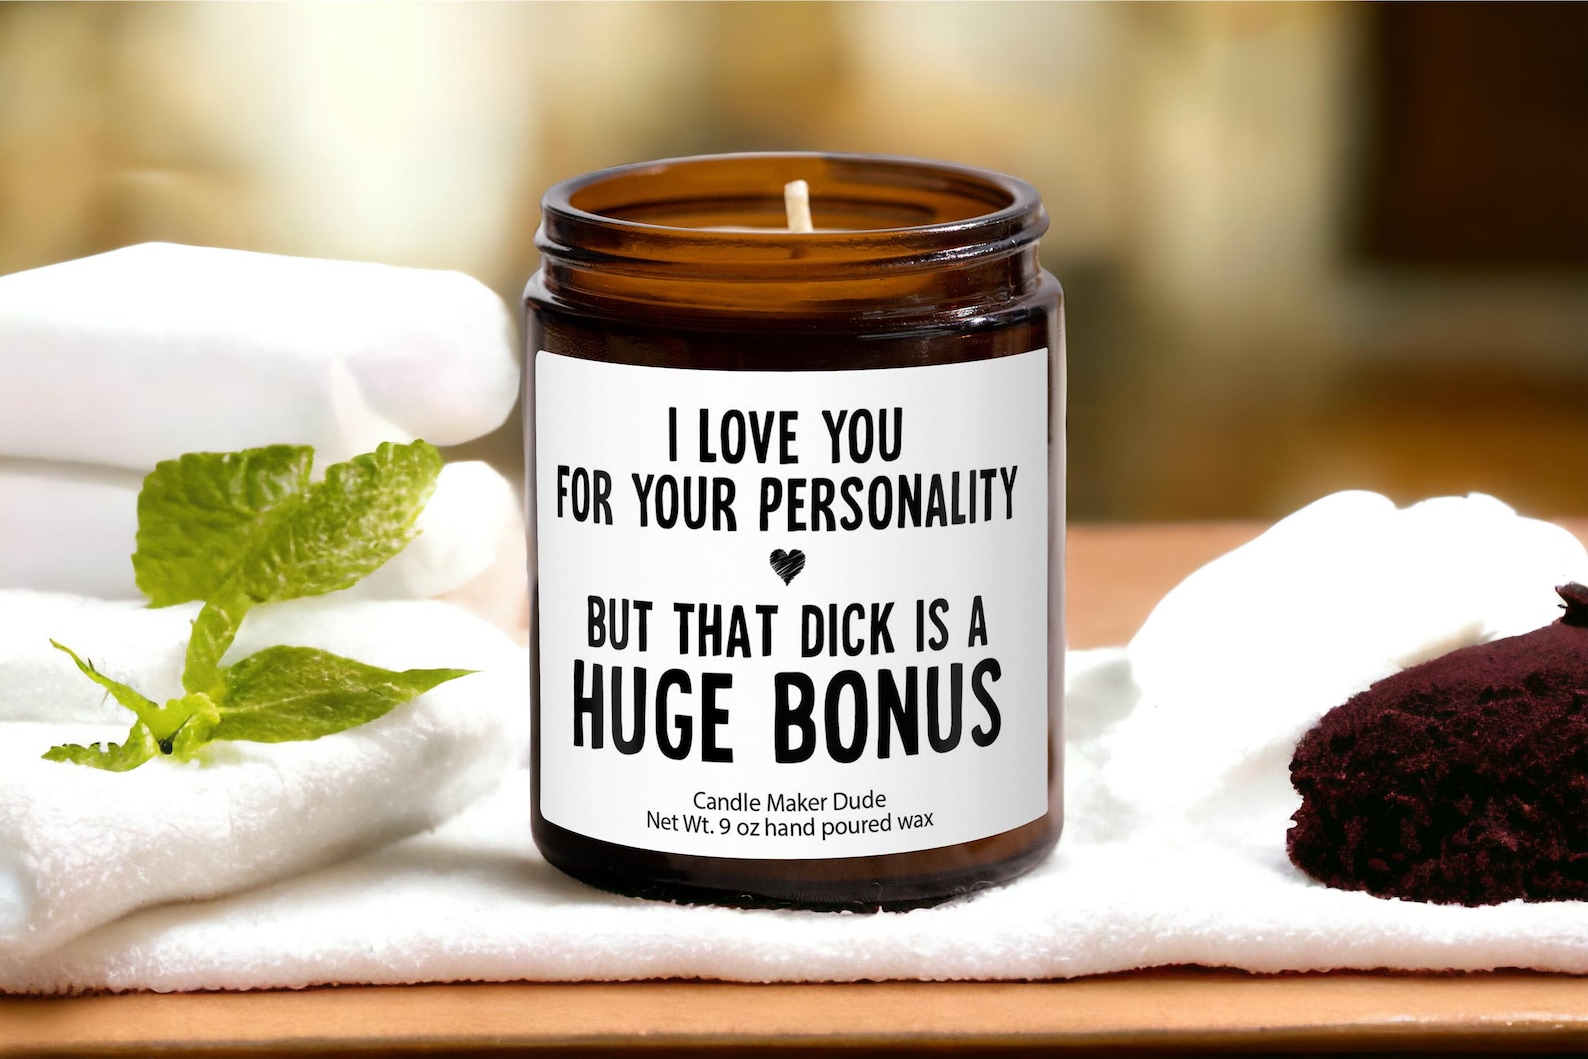 I LOVE YOU
FOR YOUR PERSONALITY
BUT THAT DICK IS A
HUGE BONUS
Candle Maker Dude
Net Wt. 9 oz hand poured wax